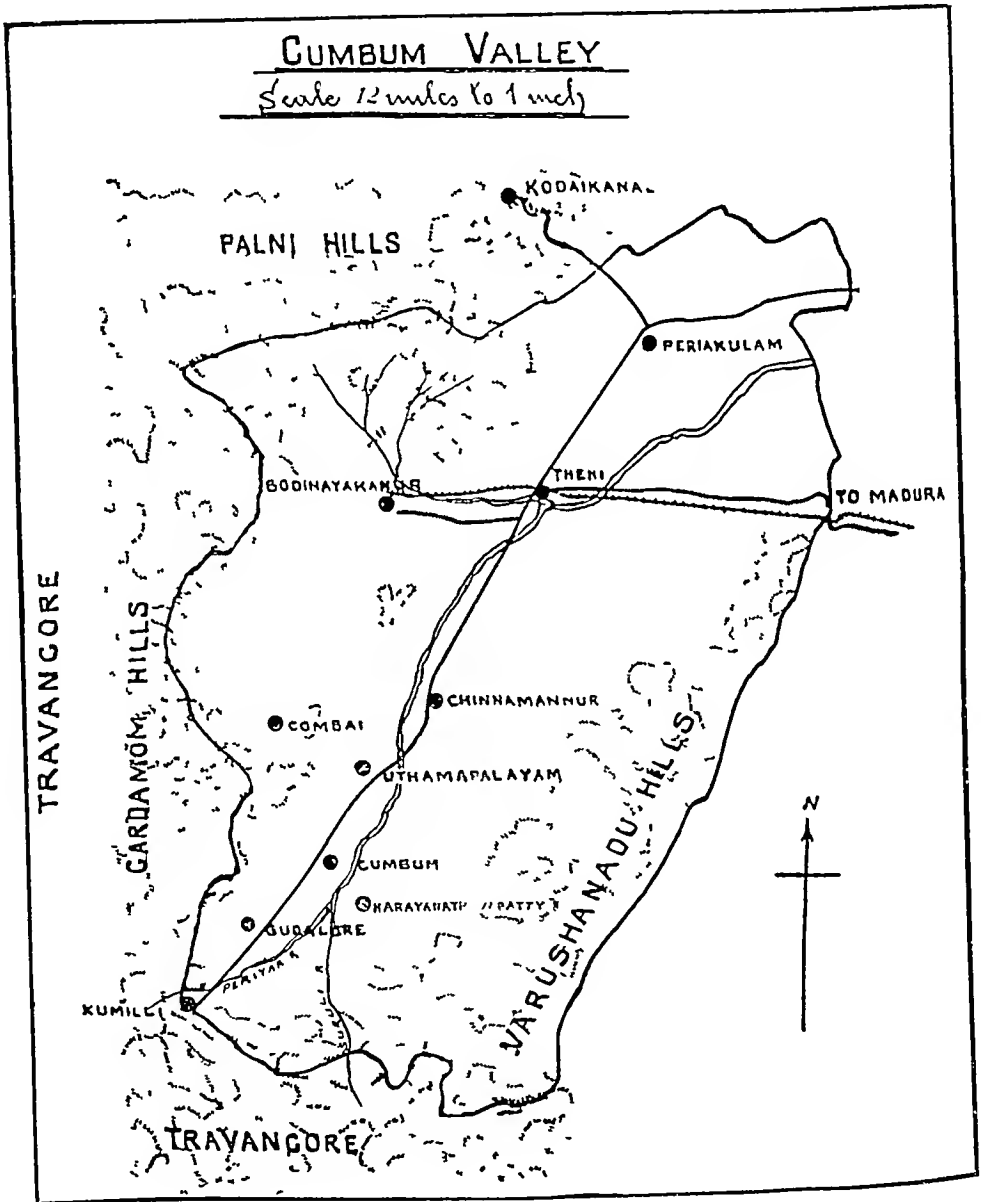 CUMBUM VALLEY
Scale 12 miles to 1 inch
KODAIKANAL
PALNI HILLS
PERIAKULAM
THENI
TO MADURA
TRAVANCORE
CARDAMOM HILLS
CHINNAMANNUR
COMBAI
UTHAMAPALAYAM
VARUSHANADU HILLS
N
CUMBUM
GUDALORE
PERIYAR R
KUMILI
TRAVANCORE